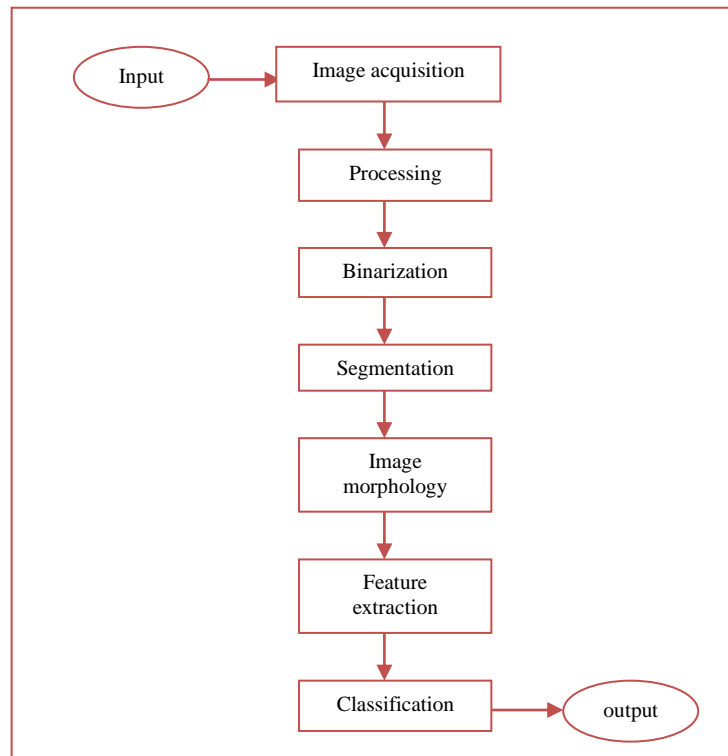 Input
Image acquisition
Processing
Binarization
Segmentation
Image
morphology
Feature
extraction
Classification
output